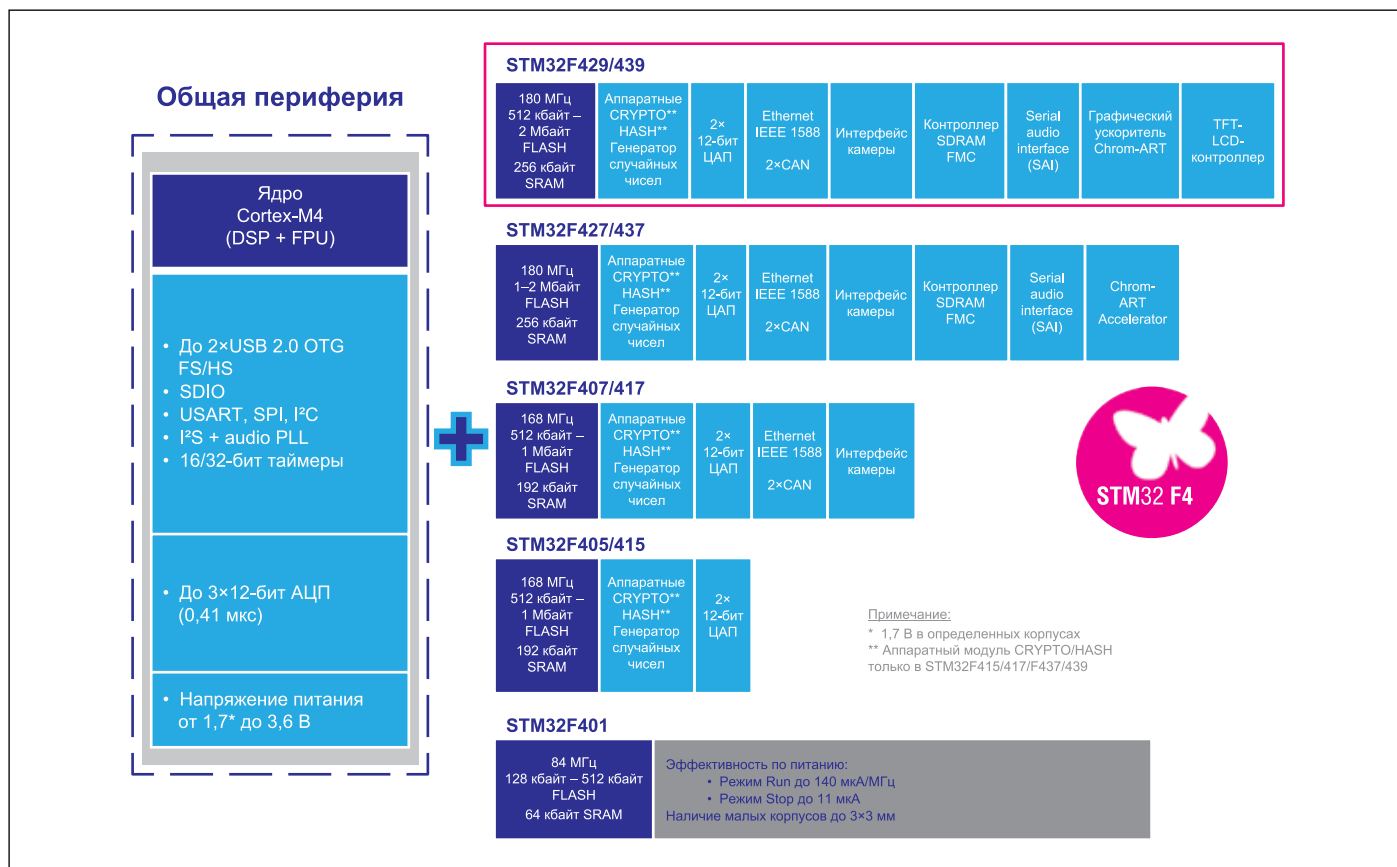 Общая периферия
Ядро
Cortex-M4
(DSP + FPU)
• До 2×USB 2.0 OTG
FS/HS
• SDIO
• USART, SPI, I²C
• I²S + audio PLL
• 16/32-бит таймеры
• До 3×12-бит АЦП
(0,41 мкс)
• Напряжение питания
от 1,7* до 3,6 В
STM32F429/439
180 МГц
512 кбайт –
2 Мбайт
FLASH
256 кбайт
SRAM
Аппаратные
CRYPTO**
HASH**
Генератор
случайных
чисел
2×
12-бит
ЦАП
Ethernet
IEEE 1588
2×CAN
Интерфейс
камеры
Контроллер
SDRAM
FMC
Serial
audio
interface
(SAI)
Графический
ускоритель
Chrom-ART
TFT-
LCD-
контроллер
STM32F427/437
180 МГц
1–2 Мбайт
FLASH
256 кбайт
SRAM
Аппаратные
CRYPTO**
HASH**
Генератор
случайных
чисел
2×
12-бит
ЦАП
Ethernet
IEEE 1588
2×CAN
Интерфейс
камеры
Контроллер
SDRAM
FMC
Serial
audio
interface
(SAI)
Chrom-
ART
Accelerator
STM32F407/417
168 МГц
512 кбайт –
1 Мбайт
FLASH
192 кбайт
SRAM
Аппаратные
CRYPTO**
HASH**
Генератор
случайных
чисел
2×
12-бит
ЦАП
Ethernet
IEEE 1588
2×CAN
Интерфейс
камеры
STM32 F4
STM32F405/415
168 МГц
512 кбайт –
1 Мбайт
FLASH
192 кбайт
SRAM
Аппаратные
CRYPTO**
HASH**
Генератор
случайных
чисел
2×
12-бит
ЦАП
Примечание:
* 1,7 В в определенных корпусах
** Аппаратный модуль CRYPTO/HASH
только в STM32F415/417/F437/439
STM32F401
84 МГц
128 кбайт – 512 кбайт
FLASH
64 кбайт SRAM
Эффективность по питанию:
• Режим Run до 140 мкА/МГц
• Режим Stop до 11 мкА
Наличие малых корпусов до 3×3 мм